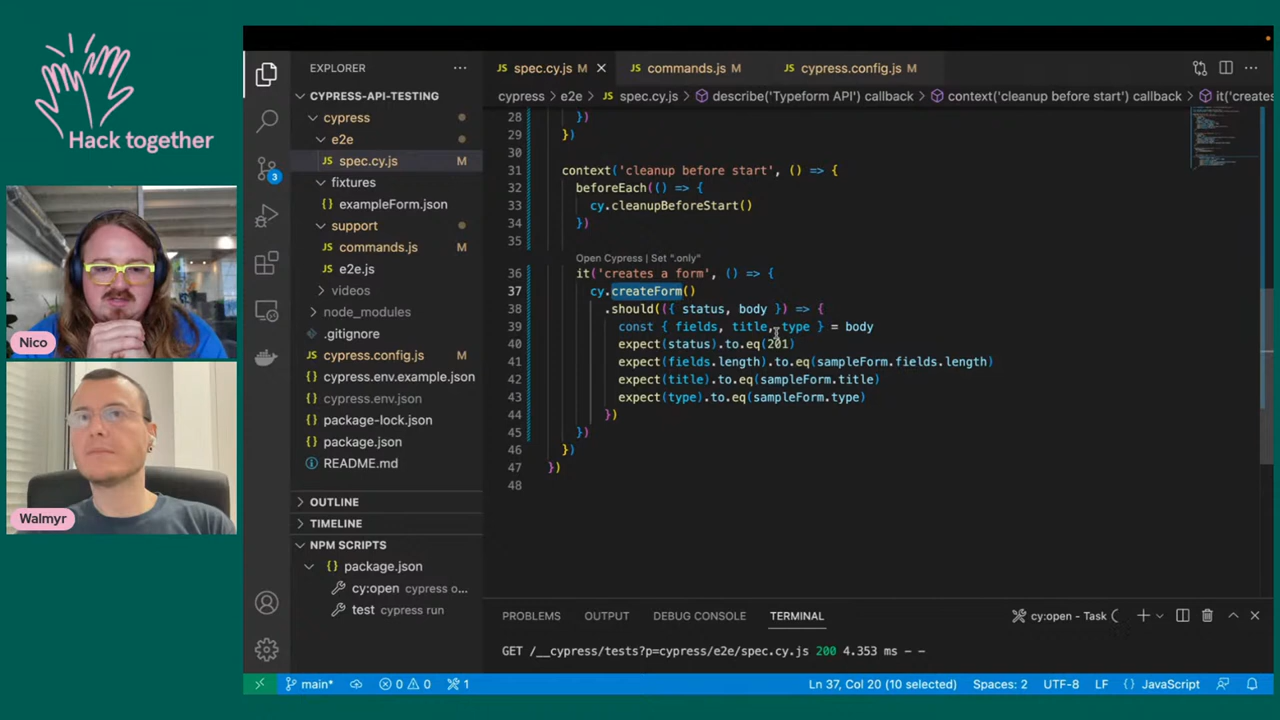 Hack together
Nico
Walmyr
EXPLORER
CYPRESS-API-TESTING
cypress
e2e
spec.cy.js M
fixtures
exampleForm.json
support
commands.js M
e2e.js
videos
node_modules
.gitignore
cypress.config.js M
cypress.env.example.json
cypress.env.json
package-lock.json
package.json
README.md
OUTLINE
TIMELINE
NPM SCRIPTS
package.json
cy:open cypress o...
test cypress run
3
spec.cy.js M
commands.js M
cypress.config.js M
cypress > e2e > JS spec.cy.js > describe('Typeform API') callback > context('cleanup before start') callback > it('creates
28 })
29 })
30
31 context('cleanup before start', () => {
32 beforeEach(() => {
33 cy.cleanupBeforeStart()
34 })
35
Open Cypress | Set ".only"
36 it('creates a form', () => {
37 cy.createForm()
38 .should(({ status, body }) => {
39 const { fields, title, type } = body
40 expect(status).to.eq(201)
41 expect(fields.length).to.eq(sampleForm.fields.length)
42 expect(title).to.eq(sampleForm.title)
43 expect(type).to.eq(sampleForm.type)
44 })
45 })
46 })
47 })
48
PROBLEMS OUTPUT DEBUG CONSOLE TERMINAL
cy:open - Task
GET /__cypress/tests?p=cypress/e2e/spec.cy.js 200 4.353 ms - -
main* 0 0 1 Ln 37, Col 20 (10 selected) Spaces: 2 UTF-8 LF {} JavaScript